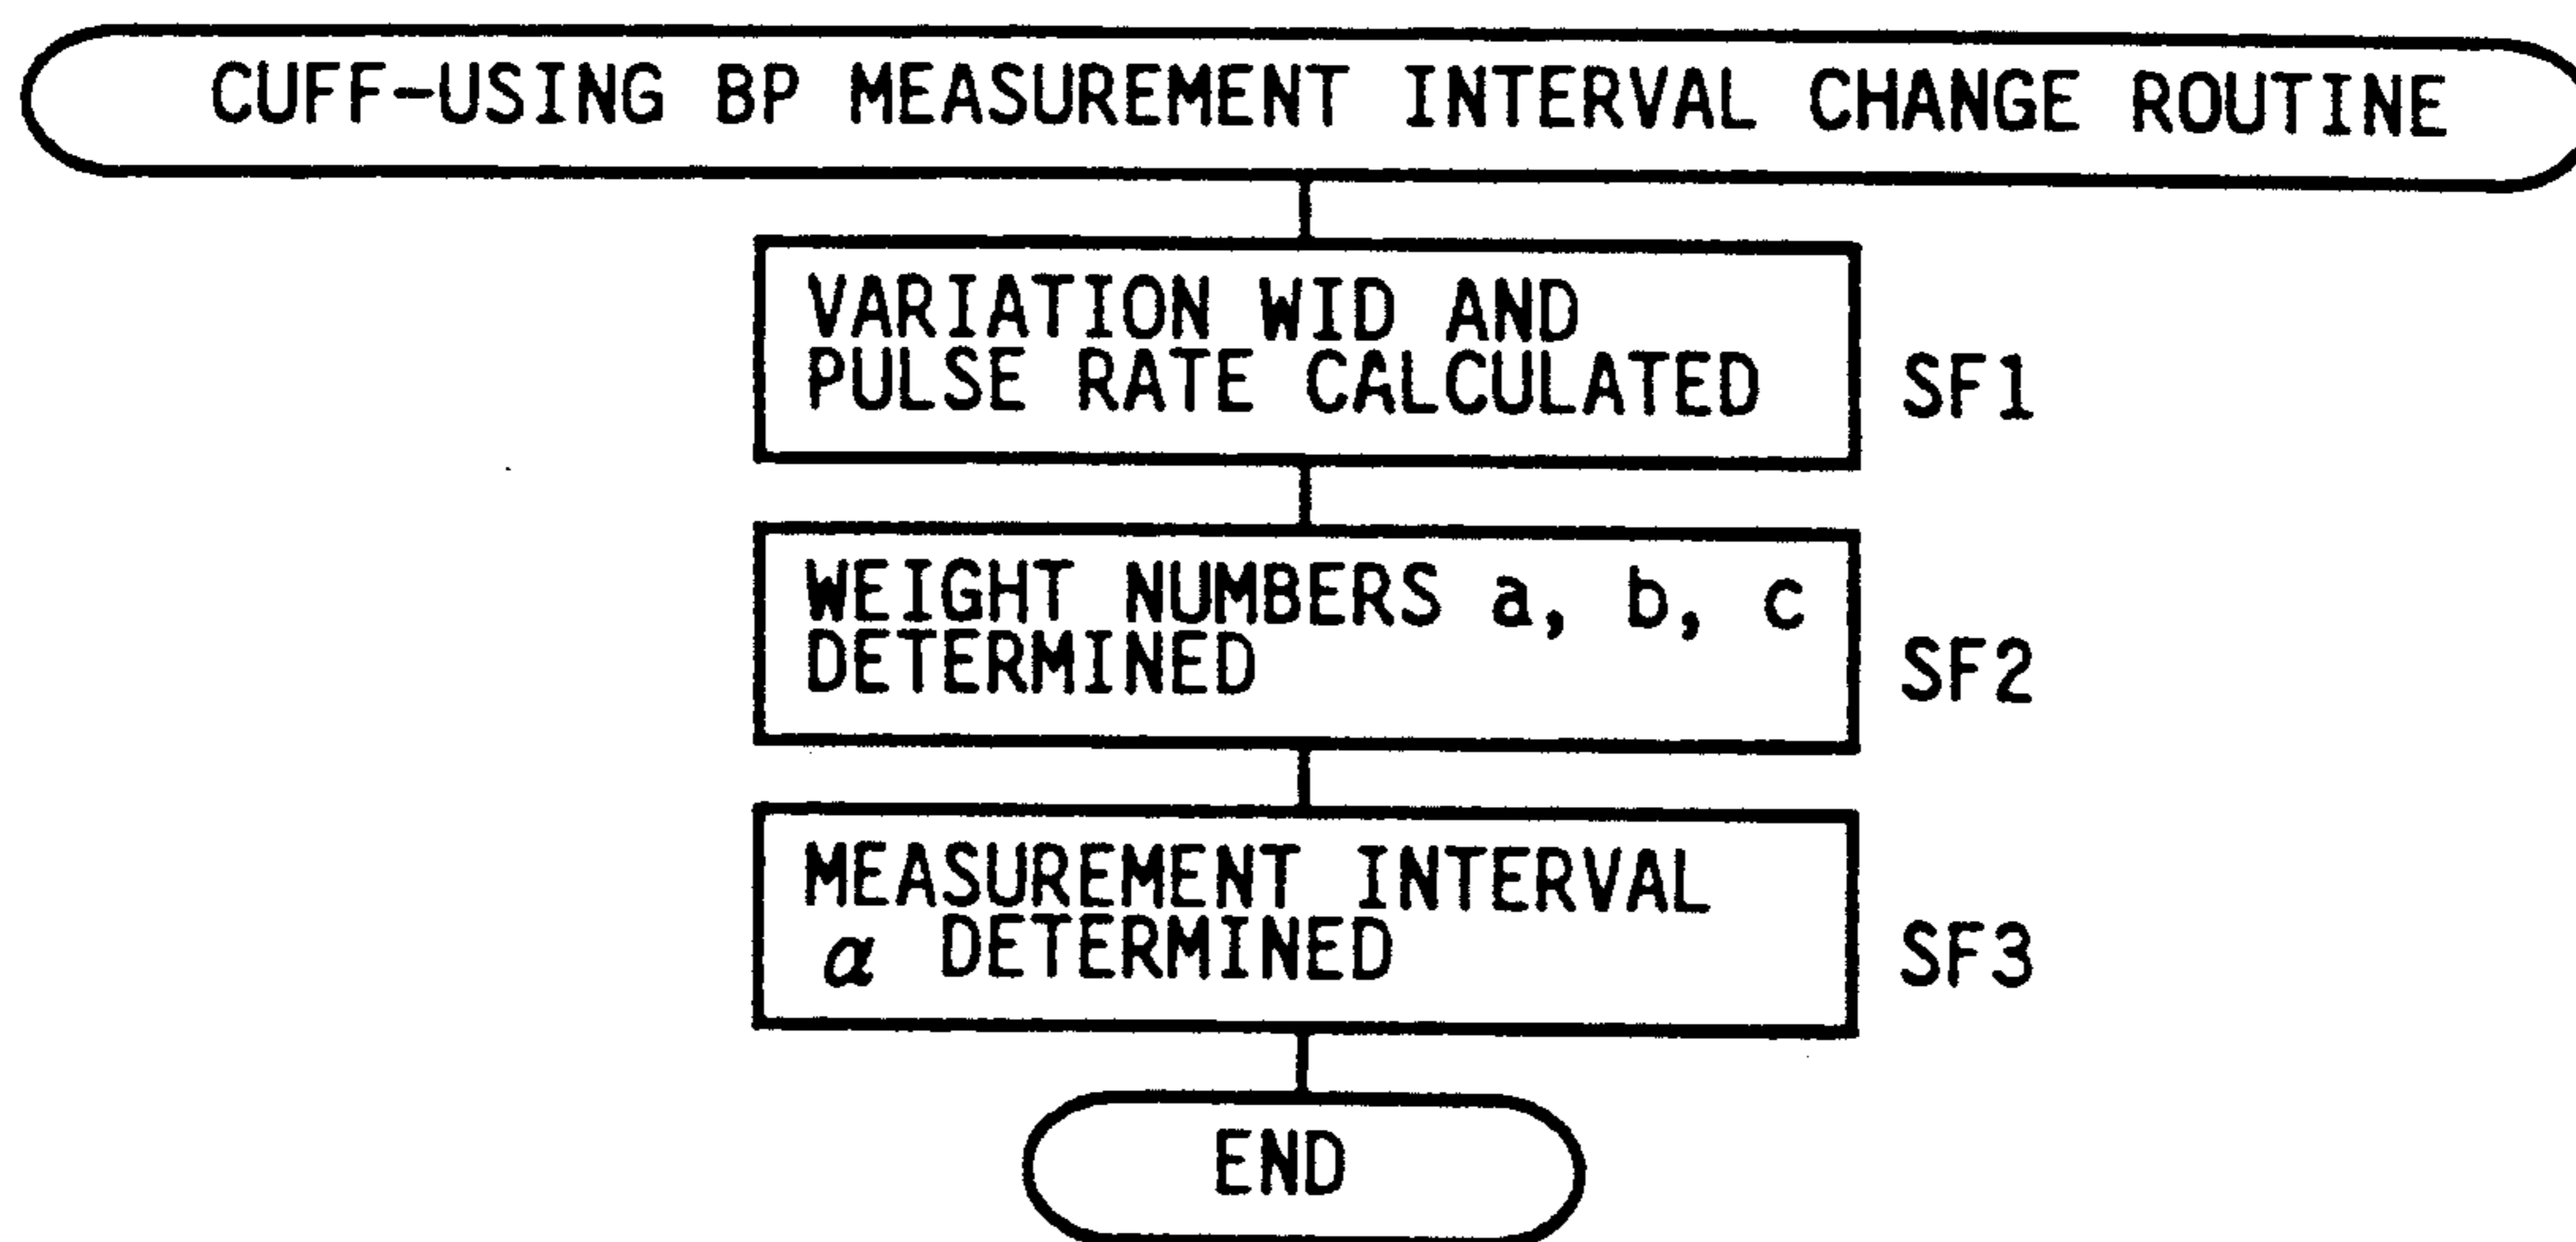 CUFF-USING BP MEASUREMENT INTERVAL CHANGE ROUTINE
VARIATION WID AND
PULSE RATE CALCULATED
SF1
WEIGHT NUMBERS a, b, c
DETERMINED
SF2
MEASUREMENT INTERVAL
α DETERMINED
SF3
END